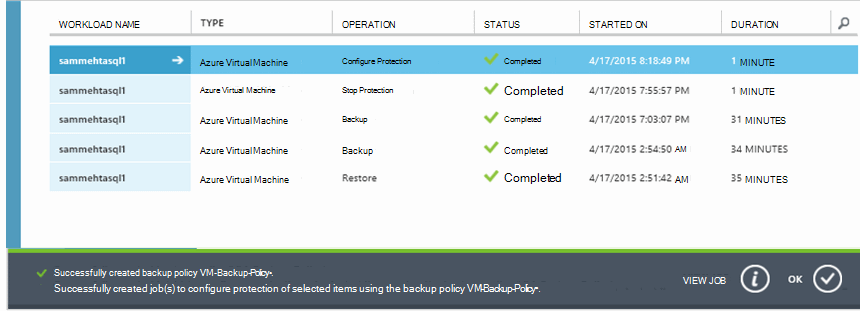 WORKLOAD NAME TYPE OPERATION STATUS STARTED ON DURATION
sammehtasql1 Azure Virtual Machine Configure Protection Completed 4/17/2015 8:18:49 PM 1 MINUTE
sammehtasql1 Azure Virtual Machine Stop Protection Completed 4/17/2015 7:55:57 PM 1 MINUTE
sammehtasql1 Azure Virtual Machine Backup Completed 4/17/2015 7:03:07 PM 31 MINUTES
sammehtasql1 Azure Virtual Machine Backup Completed 4/17/2015 2:54:50 AM 34 MINUTES
sammehtasql1 Azure Virtual Machine Restore Completed 4/17/2015 2:51:42 AM 35 MINUTES
Successfully created backup policy VM-Backup-Policy-.
Successfully created job(s) to configure protection of selected items using the backup policy VM-Backup-Policy-.
VIEW JOB OK